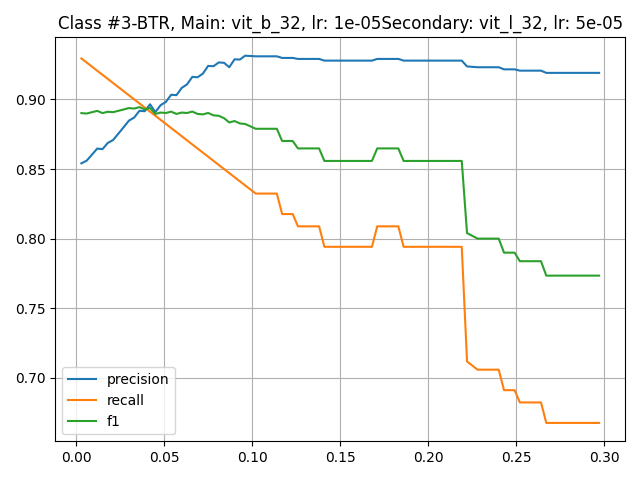 Class #3-BTR, Main: vit_b_32, lr: 1e-05Secondary: vit_l_32, lr: 5e-05
0.90
0.85
0.80
0.75
0.70
precision
recall
f1
0.00 0.05 0.10 0.15 0.20 0.25 0.30